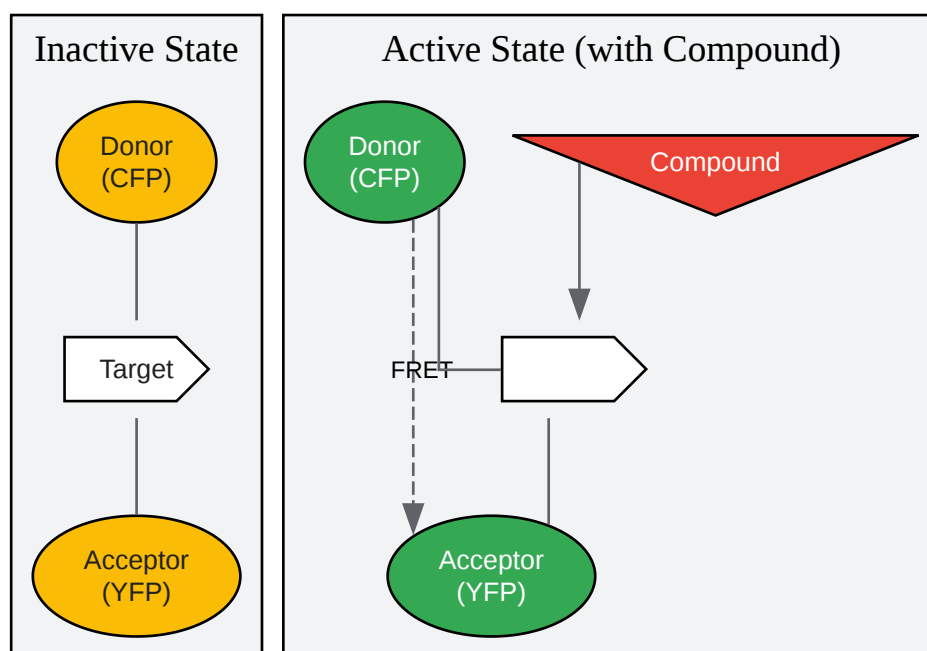 Inactive State
Donor
(CFP)
Target
Acceptor
(YFP)
Active State (with Compound)
Donor
(CFP)
Compound
FRET
Acceptor
(YFP)